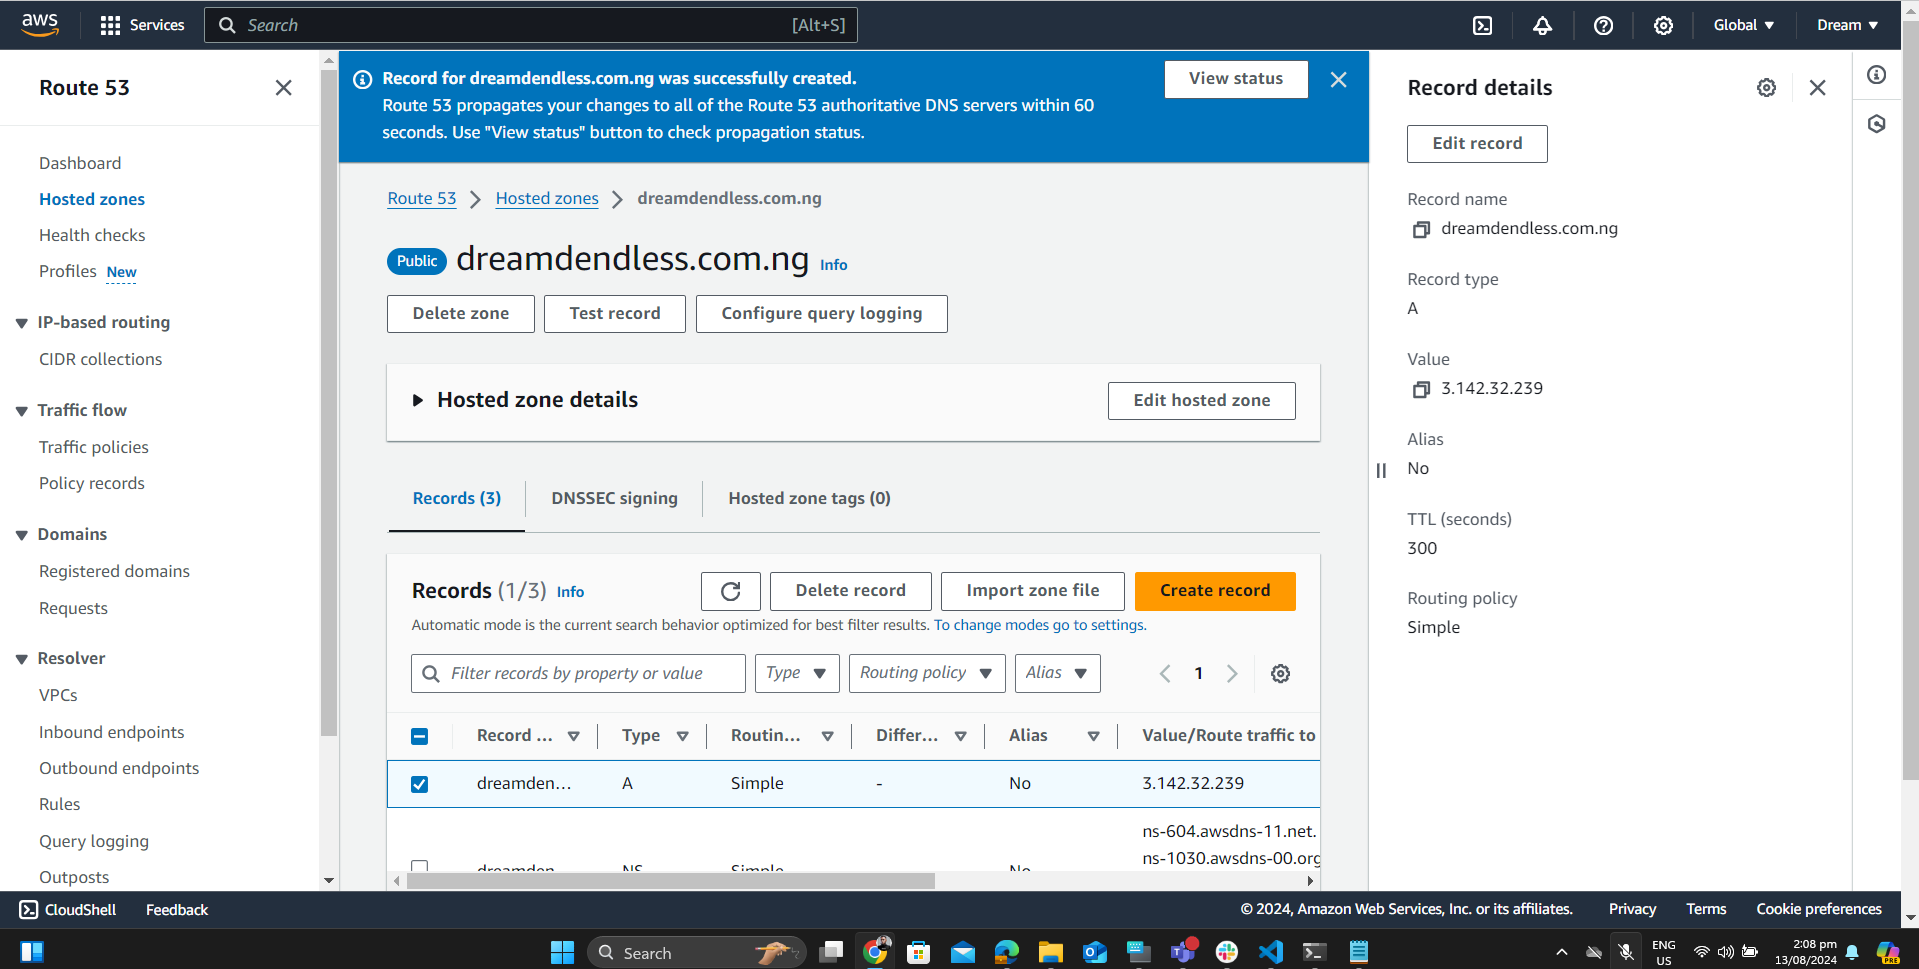 aws
Services
Search
[Alt+S]
Global
Dream
Route 53
Dashboard
Hosted zones
Health checks
Profiles New
IP-based routing
CIDR collections
Traffic flow
Traffic policies
Policy records
Domains
Registered domains
Requests
Resolver
VPCs
Inbound endpoints
Outbound endpoints
Rules
Query logging
Outposts
Record for dreamdendless.com.ng was successfully created.
Route 53 propagates your changes to all of the Route 53 authoritative DNS servers within 60
seconds. Use "View status" button to check propagation status.
View status
Route 53
Hosted zones
dreamdendless.com.ng
Public
dreamdendless.com.ng
Info
Delete zone
Test record
Configure query logging
Hosted zone details
Edit hosted zone
Records (3)
DNSSEC signing
Hosted zone tags (0)
Records (1/3) Info
Delete record
Import zone file
Create record
Automatic mode is the current search behavior optimized for best filter results. To change modes go to settings.
Filter records by property or value
Type
Routing policy
Alias
1
Record ...
Type
Routin...
Differ...
Alias
Value/Route traffic to
dreamden...
A
Simple
-
No
3.142.32.239
ns-604.awsdns-11.net.
ns-1030.awsdns-00.org
dreamden
NS
Simple
No
Record details
Edit record
Record name
dreamdendless.com.ng
Record type
A
Value
3.142.32.239
Alias
No
TTL (seconds)
300
Routing policy
Simple
CloudShell
Feedback
© 2024, Amazon Web Services, Inc. or its affiliates.
Privacy
Terms
Cookie preferences
Search
ENG
US
2:08 pm
13/08/2024
PRE